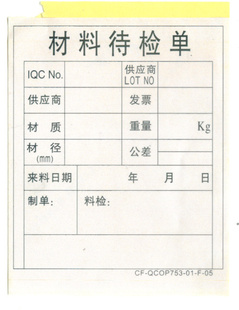 材料待检单
IQC No. 供应商 LOT NO
供应商 发票
材质 重量 Kg
材径 (mm) 公差
来料日期 年 月 日
制单: 料检:
CF-QCOP753-01-F-05